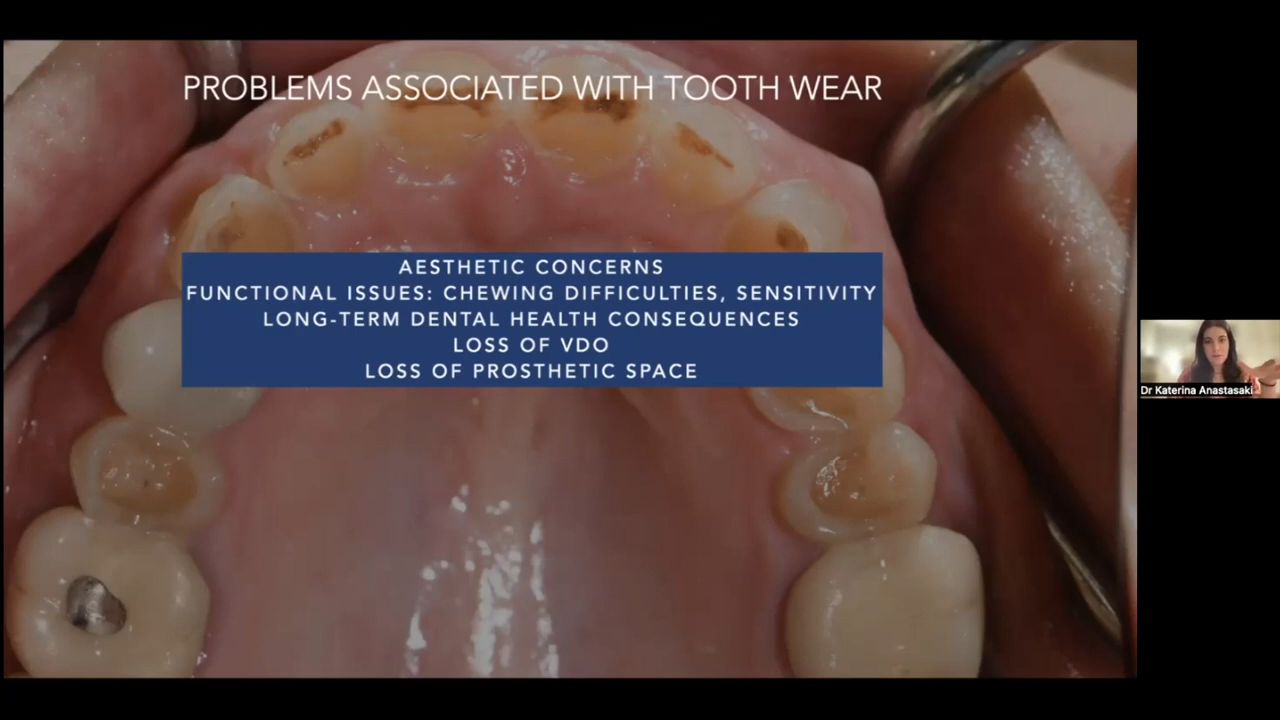 PROBLEMS ASSOCIATED WITH TOOTH WEAR
AESTHETIC CONCERNS
FUNCTIONAL ISSUES: CHEWING DIFFICULTIES, SENSITIVITY
LONG-TERM DENTAL HEALTH CONSEQUENCES
LOSS OF VDO
LOSS OF PROSTHETIC SPACE
Dr Katerina Anastasaki